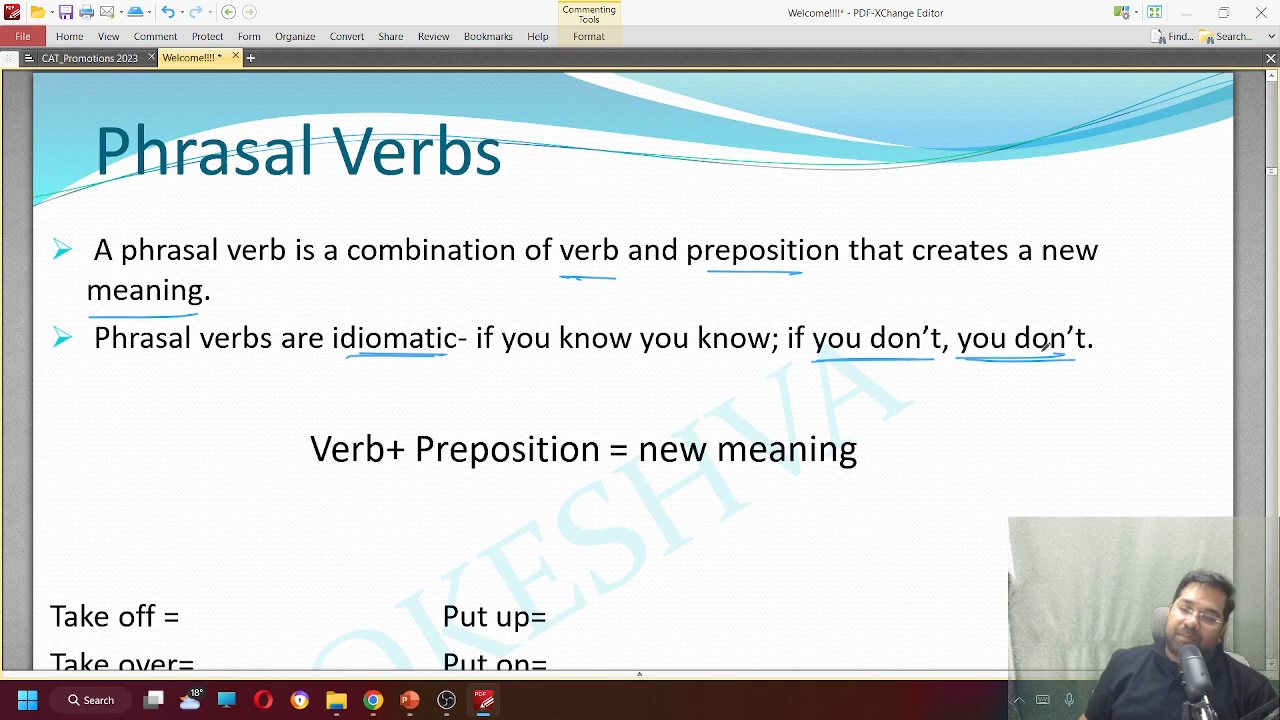 Commenting
Tools
Welcome!!!!* - PDF-XChange Editor
File Home View Comment Protect Form Organize Convert Share Review Bookmarks Help Format Find... Search...
CAT_Promotions 2023 Welcome!!!! *
Phrasal Verbs
A phrasal verb is a combination of verb and preposition that creates a new
meaning.
Phrasal verbs are idiomatic- if you know you know; if you don't, you don't.
Verb+ Preposition = new meaning
OKESHVA
Take off = Put up=
Take over= Put on=
18° Search
PDF